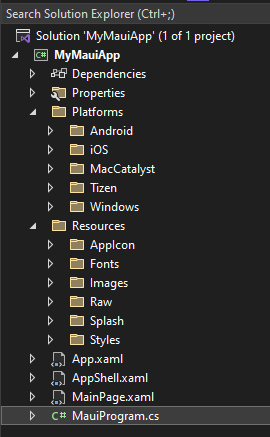 Search Solution Explorer (Ctrl+;)
Solution 'MyMauiApp' (1 of 1 project)
C# MyMauiApp
Dependencies
Properties
Platforms
Android
iOS
MacCatalyst
Tizen
Windows
Resources
AppIcon
Fonts
Images
Raw
Splash
Styles
App.xaml
AppShell.xaml
MainPage.xaml
C# MauiProgram.cs